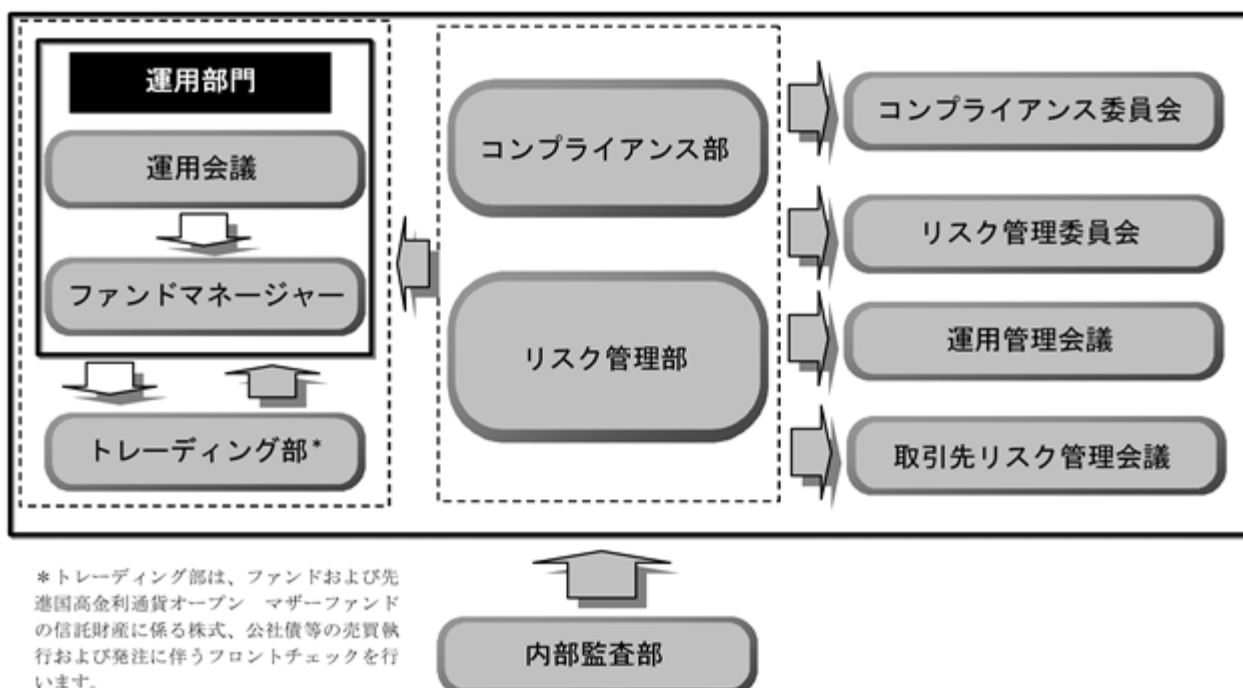 運用部門
運用会議
ファンドマネージャー
トレーディング部*
コンプライアンス部
リスク管理部
コンプライアンス委員会
リスク管理委員会
運用管理会議
取引先リスク管理会議
*トレーディング部は、ファンドおよび先
進国高金利通貨オープン　マザーファンド
の信託財産に係る株式、公社債等の売買執
行および発注に伴うフロントチェックを行
います。
内部監査部